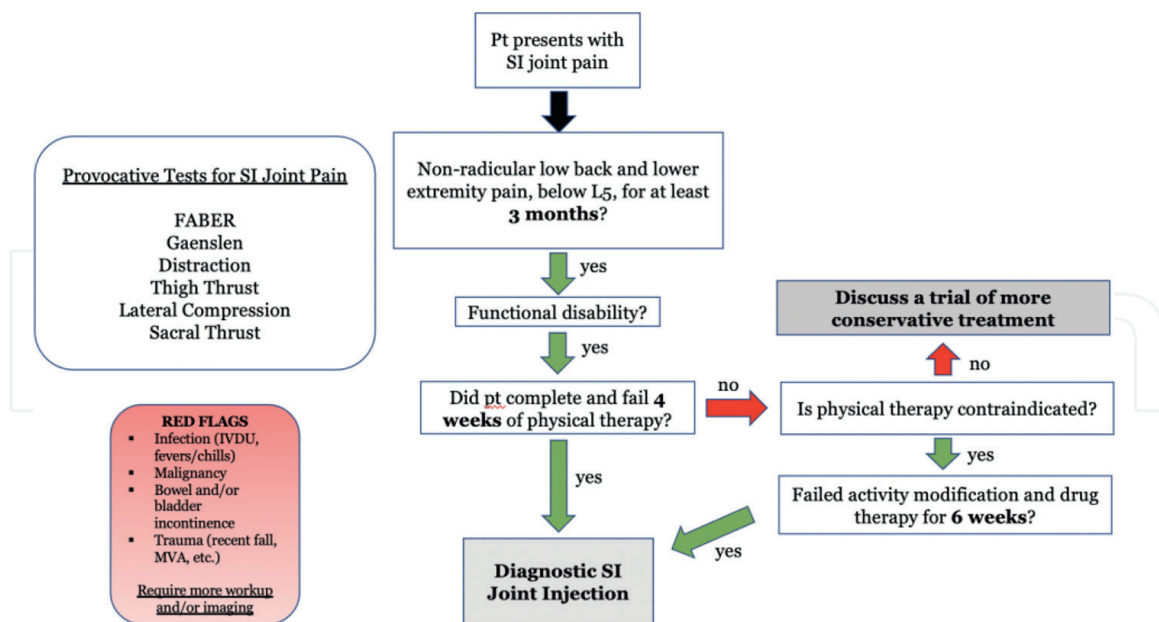 Pt presents with
SI joint pain
Provocative Tests for SI Joint Pain
FABER
Gaenslen
Distraction
Thigh Thrust
Lateral Compression
Sacral Thrust
Non-radicular low back and lower
extremity pain, below L5, for at least
3 months?
yes
Functional disability?
yes
Did pt complete and fail 4
weeks of physical therapy?
no
Is physical therapy contraindicated?
no
Discuss a trial of more
conservative treatment
yes
Failed activity modification and drug
therapy for 6 weeks?
yes
yes
Diagnostic SI
Joint Injection
RED FLAGS
▪ Infection (IVDU,
fevers/chills)
▪ Malignancy
▪ Bowel and/or
bladder
incontinence
▪ Trauma (recent fall,
MVA, etc.)
Require more workup
and/or imaging